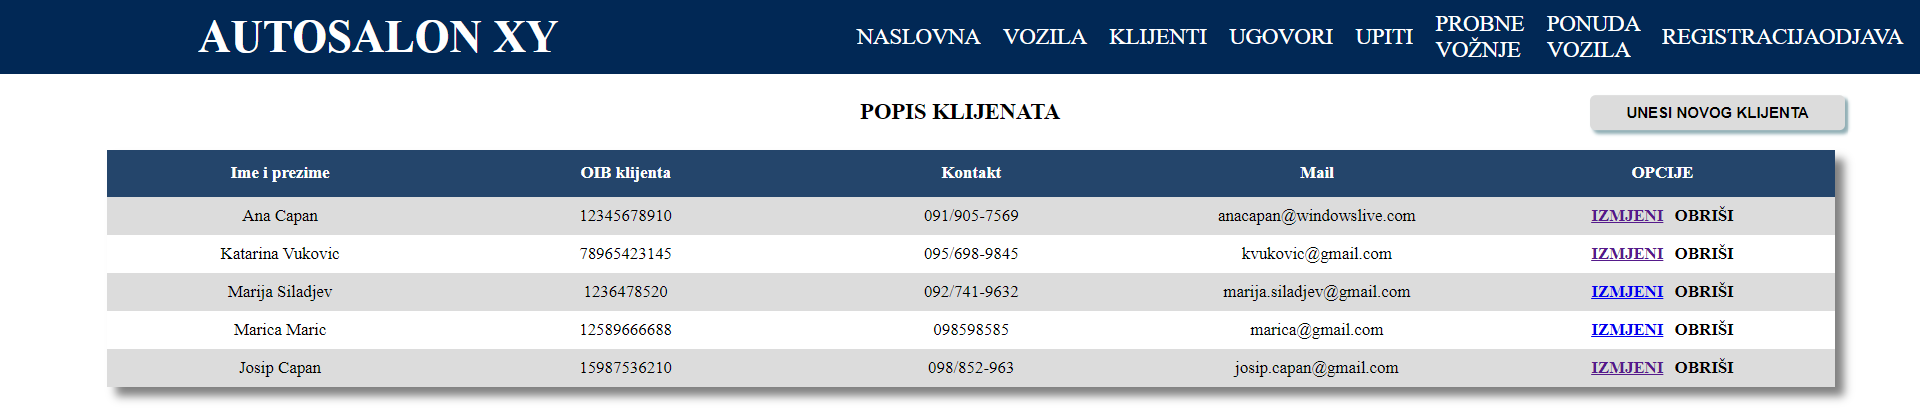 AUTOSALON XY
NASLOVNA VOZILA KLIJENTI UGOVORI UPITI PROBNE VOŽNJE PONUDA VOZILA REGISTRACIJAODJAVA
POPIS KLIJENATA
UNESI NOVOG KLIJENTA
Ime i prezime OIB klijenta Kontakt Mail OPCIJE
Ana Capan 12345678910 091/905-7569 anacapan@windowslive.com IZMJENI OBRIŠI
Katarina Vukovic 78965423145 095/698-9845 kvukovic@gmail.com IZMJENI OBRIŠI
Marija Siladjev 1236478520 092/741-9632 marija.siladjev@gmail.com IZMJENI OBRIŠI
Marica Maric 12589666688 098598585 marica@gmail.com IZMJENI OBRIŠI
Josip Capan 15987536210 098/852-963 josip.capan@gmail.com IZMJENI OBRIŠI